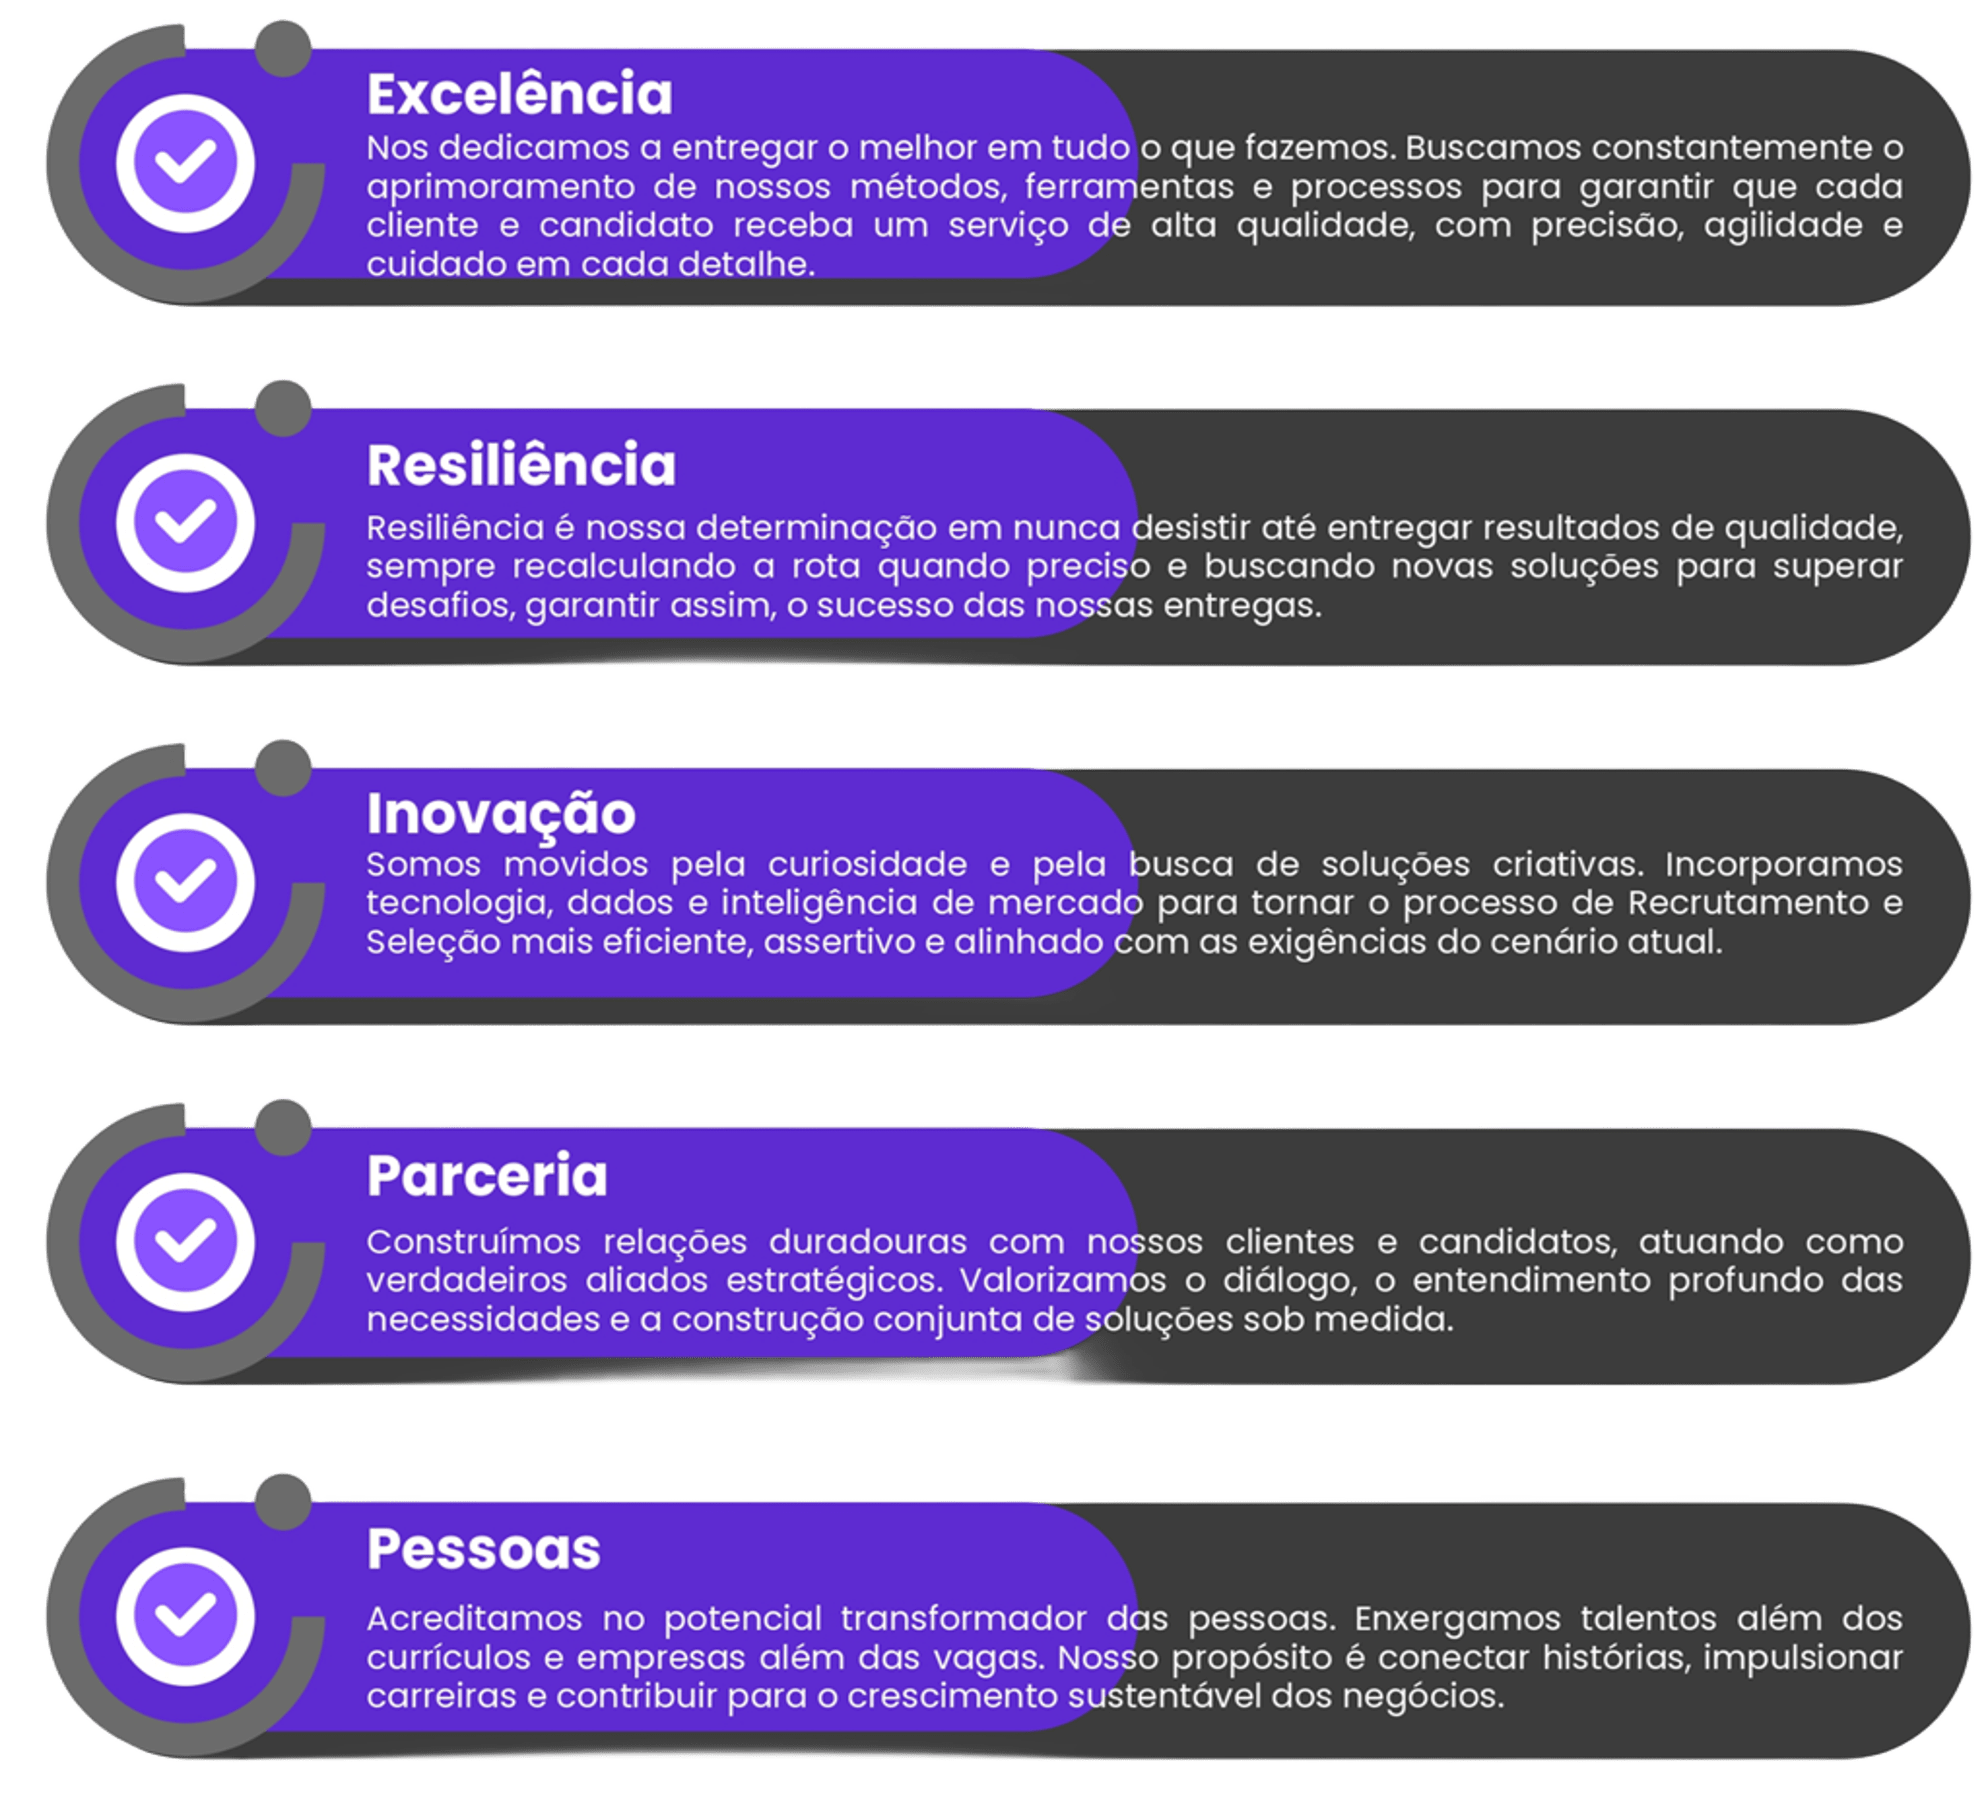 Excelência
Nos dedicamos a entregar o melhor em tudo o que fazemos. Buscamos constantemente o
aprimoramento de nossos métodos, ferramentas e processos para garantir que cada
cliente e candidato receba um serviço de alta qualidade, com precisão, agilidade e
cuidado em cada detalhe.
Resiliência
Resiliência é nossa determinação em nunca desistir até entregar resultados de qualidade,
sempre recalculando a rota quando preciso e buscando novas soluções para superar
desafios, garantir assim, o sucesso das nossas entregas.
Inovação
Somos movidos pela curiosidade e pela busca de soluções criativas. Incorporamos
tecnologia, dados e inteligência de mercado para tornar o processo de Recrutamento e
Seleção mais eficiente, assertivo e alinhado com as exigências do cenário atual.
Parceria
Construímos relações duradouras com nossos clientes e candidatos, atuando como
verdadeiros aliados estratégicos. Valorizamos o diálogo, o entendimento profundo das
necessidades e a construção conjunta de soluções sob medida.
Pessoas
Acreditamos no potencial transformador das pessoas. Enxergamos talentos além dos
currículos e empresas além das vagas. Nosso propósito é conectar histórias, impulsionar
carreiras e contribuir para o crescimento sustentável dos negócios.